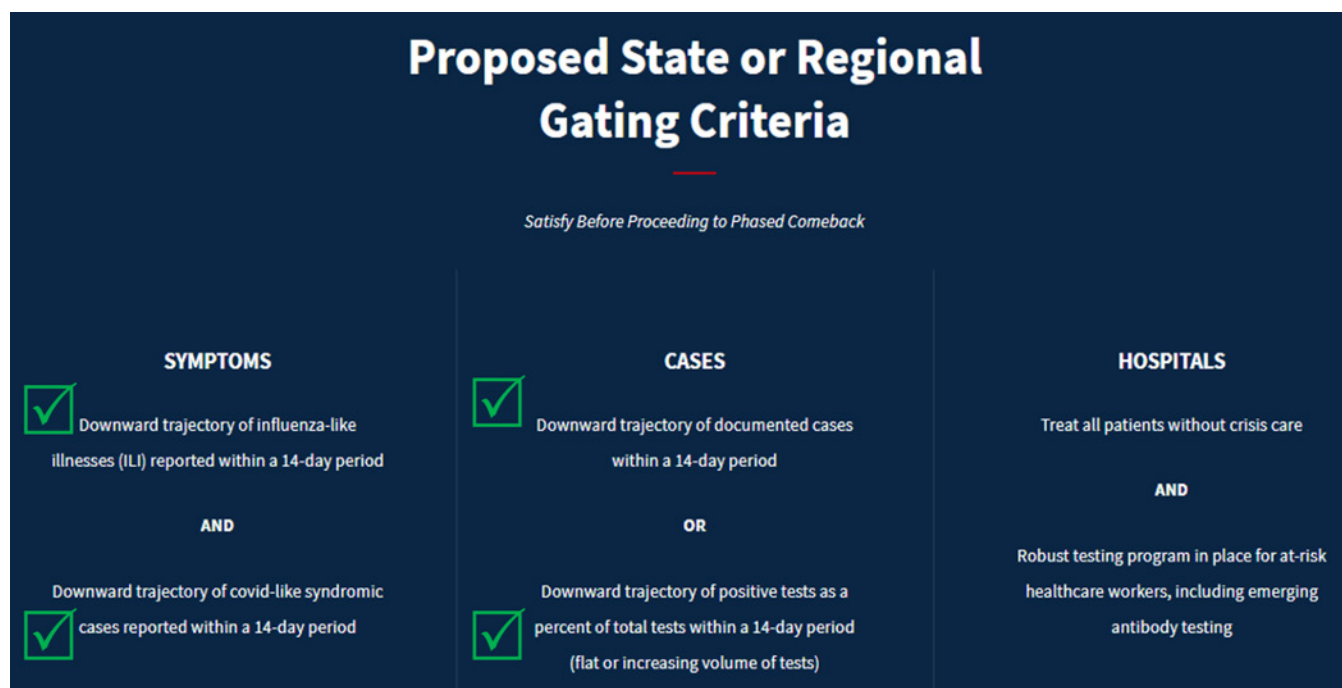 Proposed State or Regional
Gating Criteria
Satisfy Before Proceeding to Phased Comeback
SYMPTOMS
Downward trajectory of influenza-like
illnesses (ILI) reported within a 14-day period
AND
Downward trajectory of covid-like syndromic
cases reported within a 14-day period
CASES
Downward trajectory of documented cases
within a 14-day period
OR
Downward trajectory of positive tests as a
percent of total tests within a 14-day period
(flat or increasing volume of tests)
HOSPITALS
Treat all patients without crisis care
AND
Robust testing program in place for at-risk
healthcare workers, including emerging
antibody testing